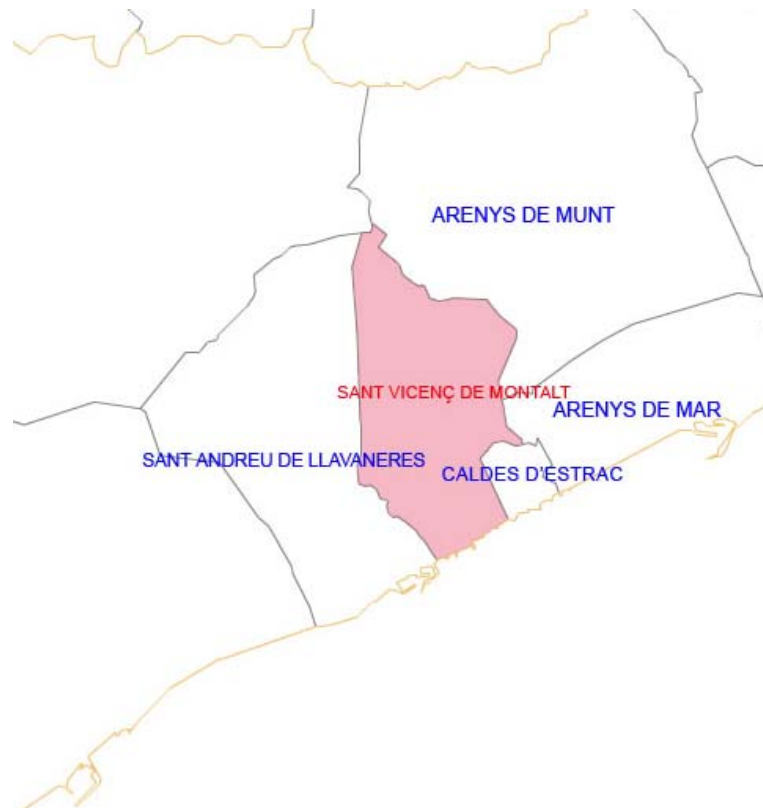 ARENYS DE MUNT
SANT VICENÇ DE MONTALT
ARENYS DE MAR
SANT ANDREU DE LLAVANERES
CALDES D'ESTRAC